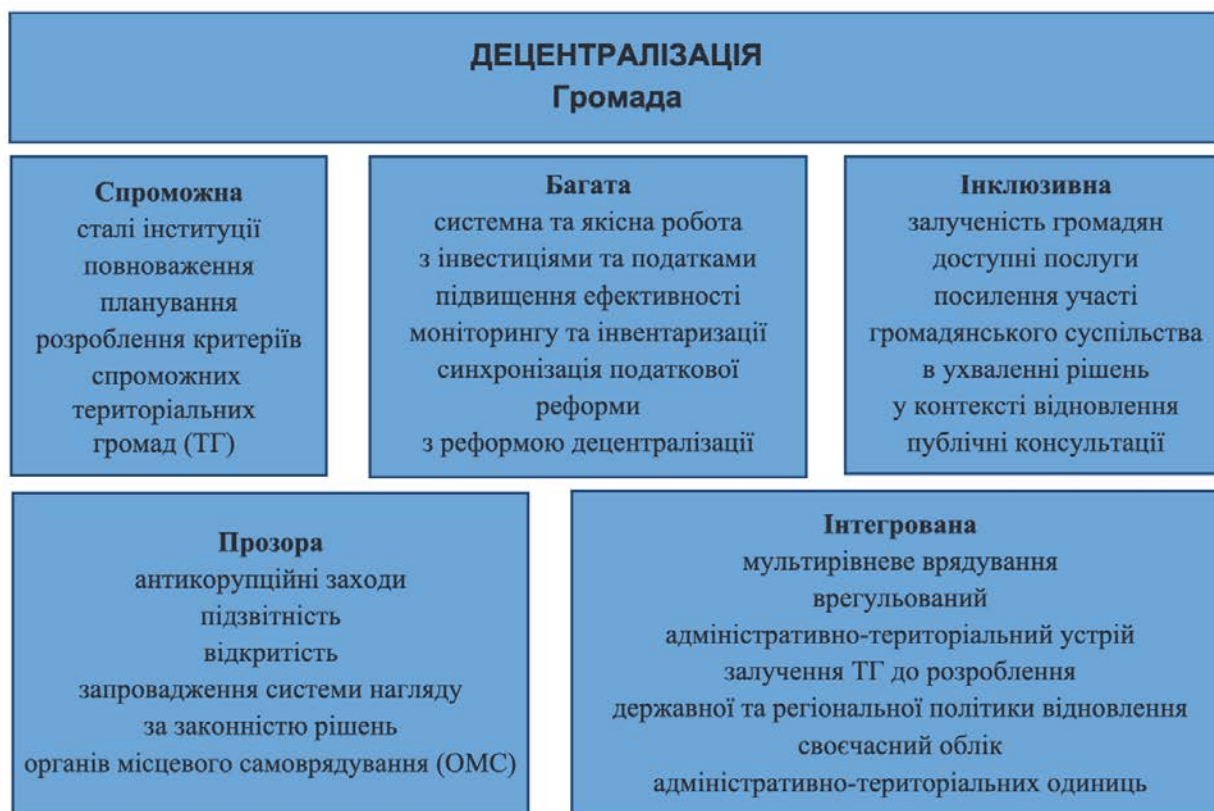 ДЕЦЕНТРАЛІЗАЦІЯ
Громада
Спроможна
сталі інституції
повноваження
планування
розроблення критеріїв
спроможних
територіальних
громад (ТГ)
Багата
системна та якісна робота
з інвестиціями та податками
підвищення ефективності
моніторингу та інвентаризації
синхронізація податкової
реформи
з реформою децентралізації
Інклюзивна
залученість громадян
доступні послуги
посилення участі
громадянського суспільства
в ухваленні рішень
у контексті відновлення
публічні консультації
Прозора
антикорупційні заходи
підзвітність
відкритість
запровадження системи нагляду
за законністю рішень
органів місцевого самоврядування (ОМС)
Інтегрована
мультирівневе врядування
врегульований
адміністративно-територіальний устрій
залучення ТГ до розроблення
державної та регіональної політики відновлення
своєчасний облік
адміністративно-територіальних одиниць